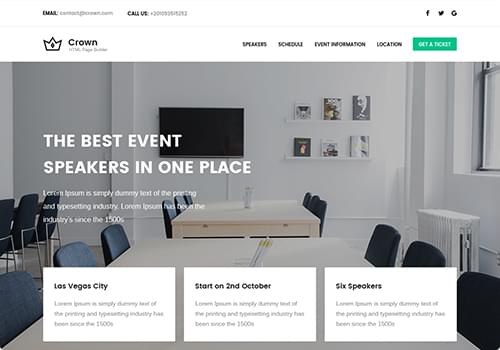 EMAIL: contact@crown.com CALL US: +201093515252
Crown
HTML Page Builder
SPEAKERS SCHEDULE EVENT INFORMATION LOCATION GET A TICKET
THE BEST EVENT
SPEAKERS IN ONE PLACE
Lorem Ipsum is simply dummy text of the printing
and typesetting industry. Lorem Ipsum has been the
industry's since the 1500s
Las Vegas City
Lorem Ipsum is simply dummy text of
the printing and typesetting industry has
been since the 1500s
Start on 2nd October
Lorem Ipsum is simply dummy text of
the printing and typesetting industry has
been since the 1500s
Six Speakers
Lorem Ipsum is simply dummy text of
the printing and typesetting industry has
been since the 1500s